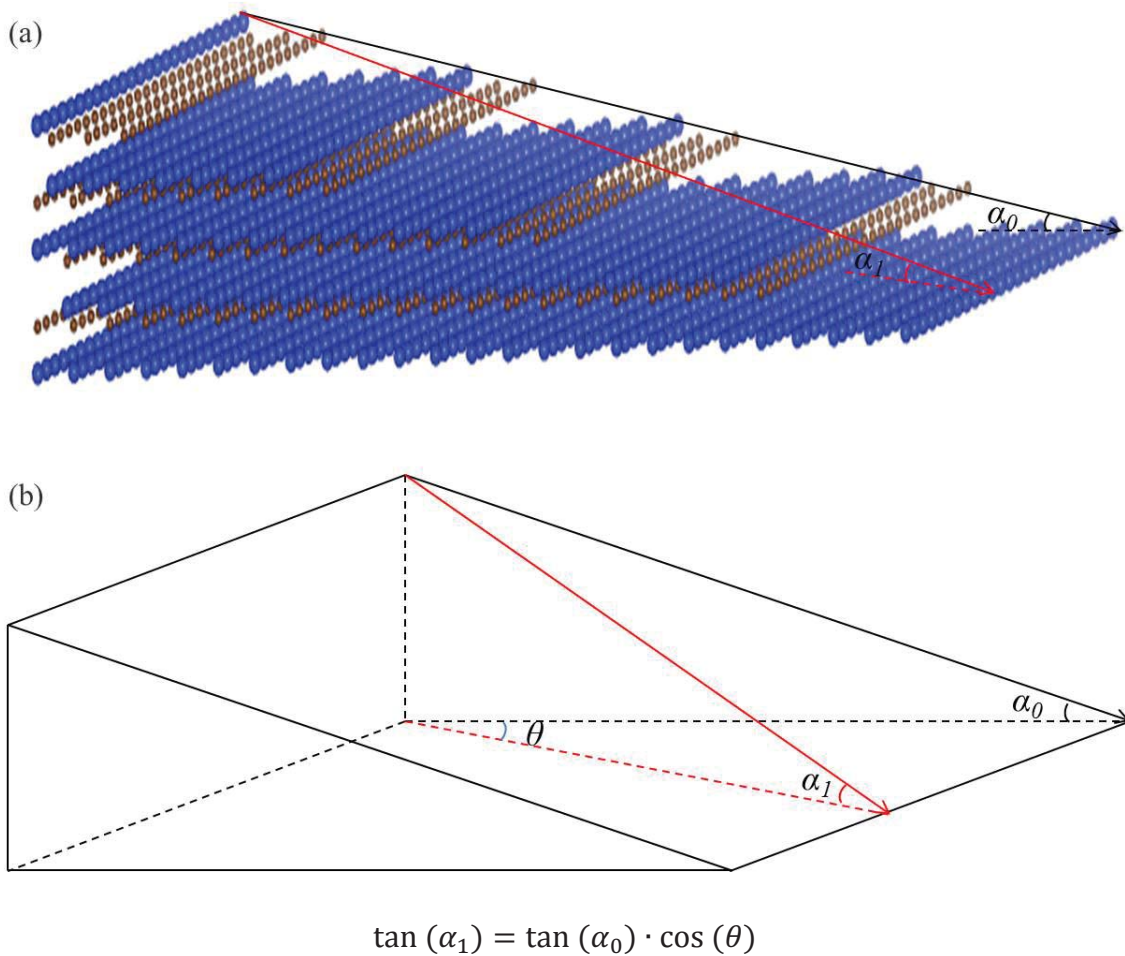 (a)
α₀
α₁
(b)
α₀
θ
α₁
tan (α₁) = tan (α₀) · cos (θ)